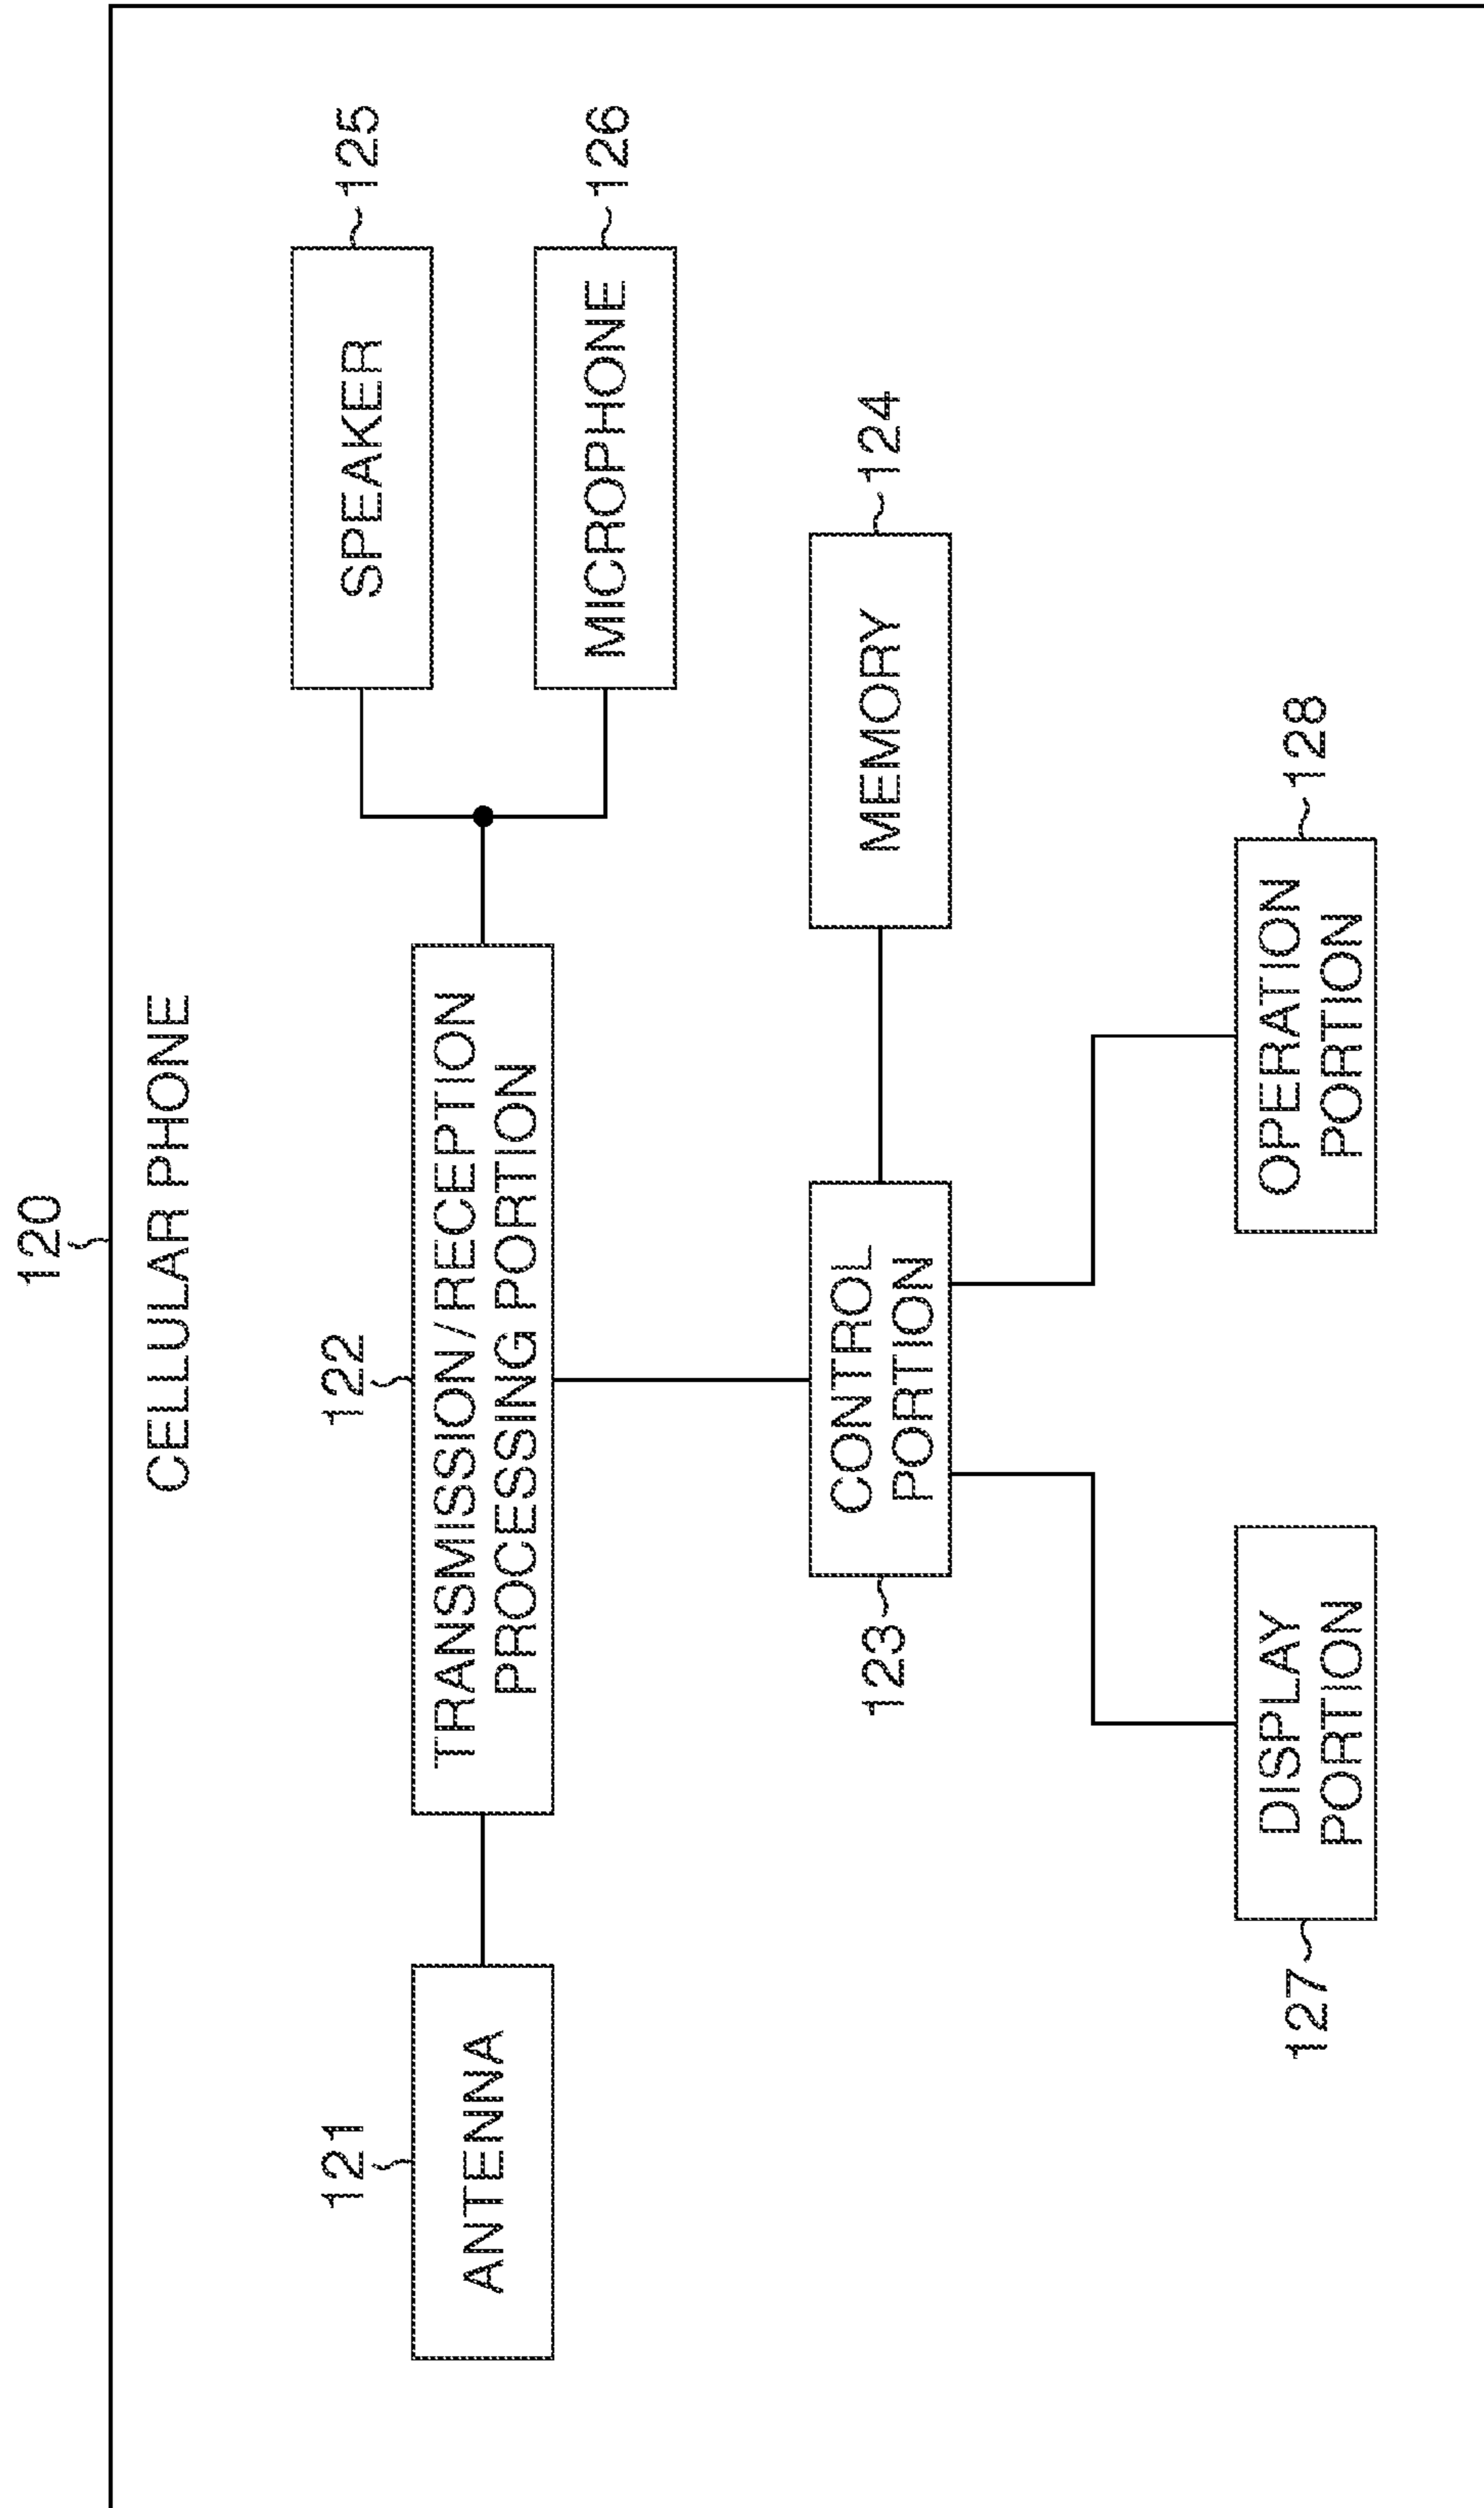 120
CELLULAR PHONE
121
ANTENNA
122
TRANSMISSION/RECEPTION
PROCESSING PORTION
SPEAKER
125
MICROPHONE
126
123
CONTROL
PORTION
MEMORY
124
127
DISPLAY
PORTION
OPERATION
PORTION
128